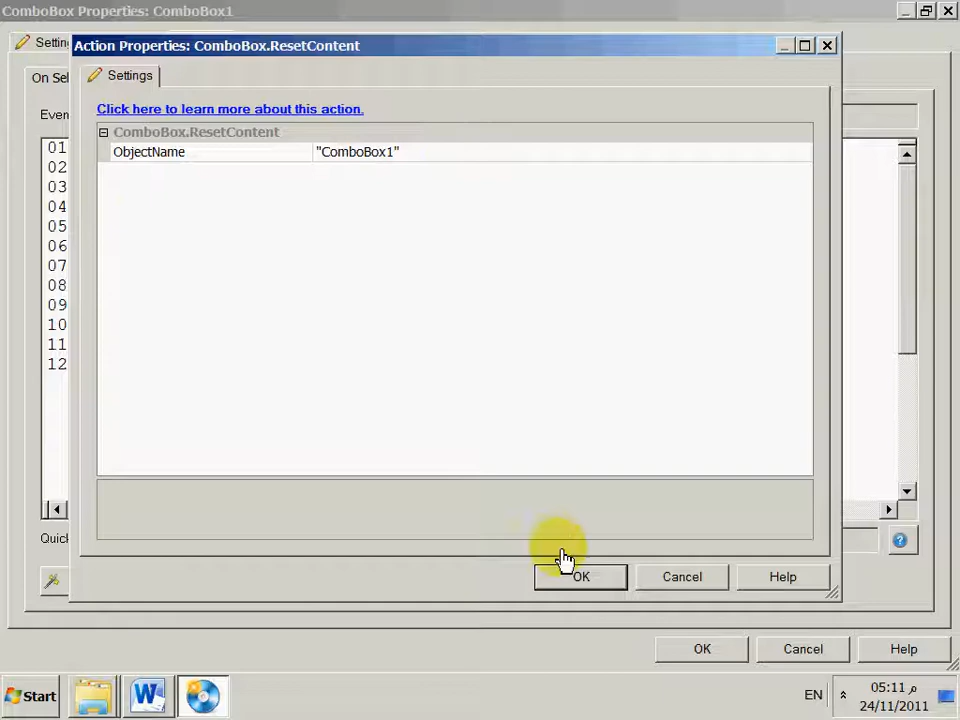 ComboBox Properties: ComboBox1
Action Properties: ComboBox.ResetContent
Settings
Click here to learn more about this action.
ComboBox.ResetContent
ObjectName "ComboBox1"
On Sel
Even
01
02
03
04
05
06
07
08
09
10
11
12
Quick
OK Cancel Help
OK Cancel Help
Start
EN
05:11 م
24/11/2011